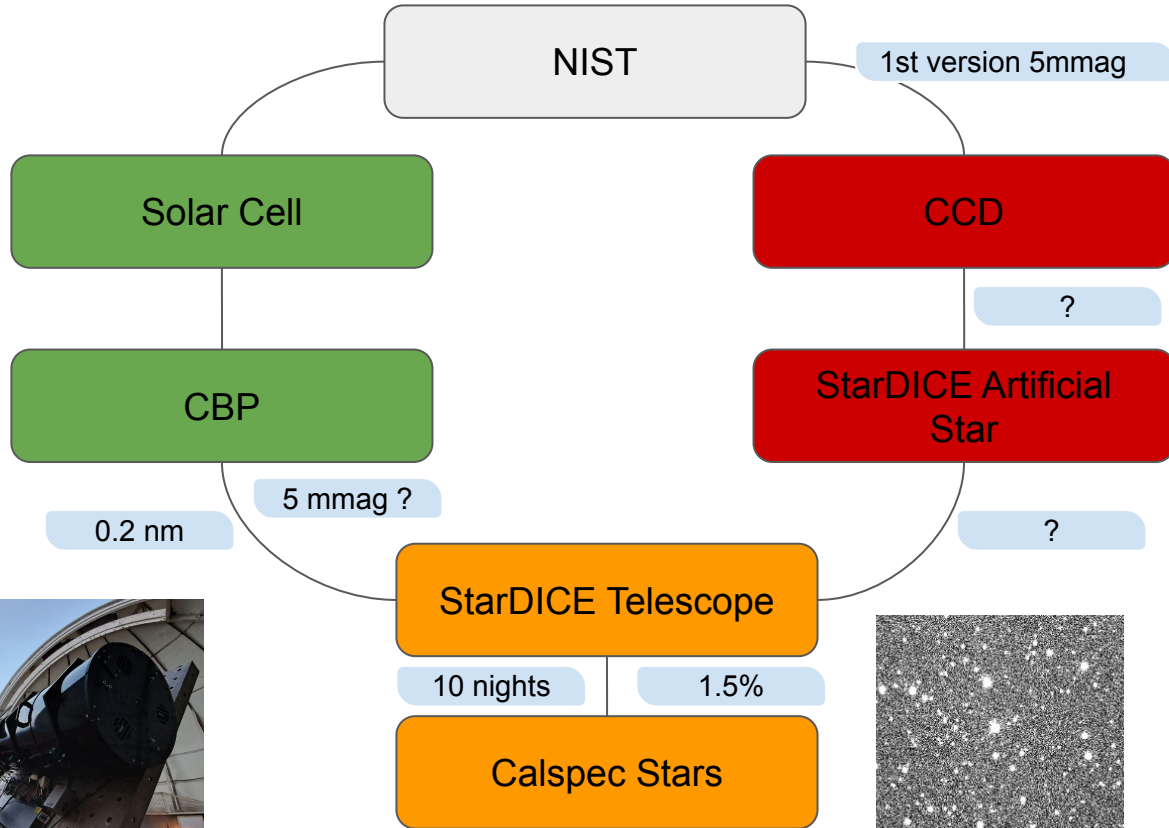 NIST
1st version 5mmag
Solar Cell
CCD
?
CBP
StarDICE Artificial
Star
5 mmag ?
0.2 nm
?
StarDICE Telescope
10 nights
1.5%
Calspec Stars